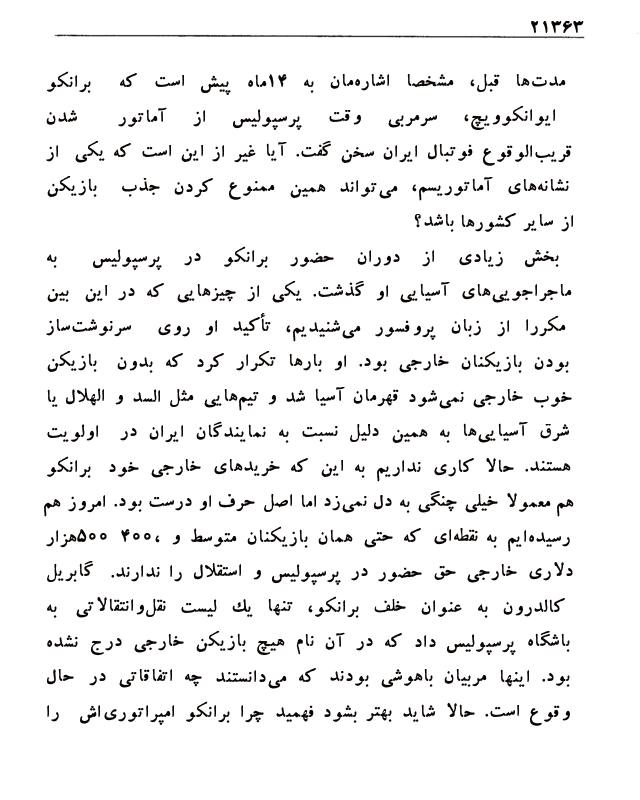 ۲۱۳۶۳
مدت‌ها قبل، مشخصا اشاره‌مان به ۱۴ماه پیش است که برانکو
ایوانکوویچ، سرمربی وقت پرسپولیس از آماتور شدن
قریب‌الوقوع فوتبال ایران سخن گفت. آیا غیر از این است که یکی از
نشانه‌های آماتوریسم، می‌تواند همین ممنوع کردن جذب بازیکن
از سایر کشورها باشد؟
بخش زیادی از دوران حضور برانکو در پرسپولیس به
ماجراجویی‌های آسیایی او گذشت. یکی از چیزهایی که در این بین
مکررا از زبان پروفسور می‌شنیدیم، تأکید او روی سرنوشت‌ساز
بودن بازیکنان خارجی بود. او بارها تکرار کرد که بدون بازیکن
خوب خارجی نمی‌شود قهرمان آسیا شد و تیم‌هایی مثل السد و الهلال یا
شرق آسیایی‌ها به همین دلیل نسبت به نمایندگان ایران در اولویت
هستند. حالا کاری نداریم به این که خریدهای خارجی خود برانکو
هم معمولا خیلی چنگی به دل نمی‌زد اما اصل حرف او درست بود. امروز هم
رسیده‌ایم به نقطه‌ای که حتی همان بازیکنان متوسط و ،۴۰۰ ۵۰۰هزار
دلاری خارجی حق حضور در پرسپولیس و استقلال را ندارند. گابریل
کالدرون به عنوان خلف برانکو، تنها یك لیست نقل‌وانتقالاتی به
باشگاه پرسپولیس داد که در آن نام هیچ بازیکن خارجی درج نشده
بود. اینها مربیان باهوشی بودند که می‌دانستند چه اتفاقاتی در حال
وقوع است. حالا شاید بهتر بشود فهمید چرا برانکو امپراتوری‌اش را